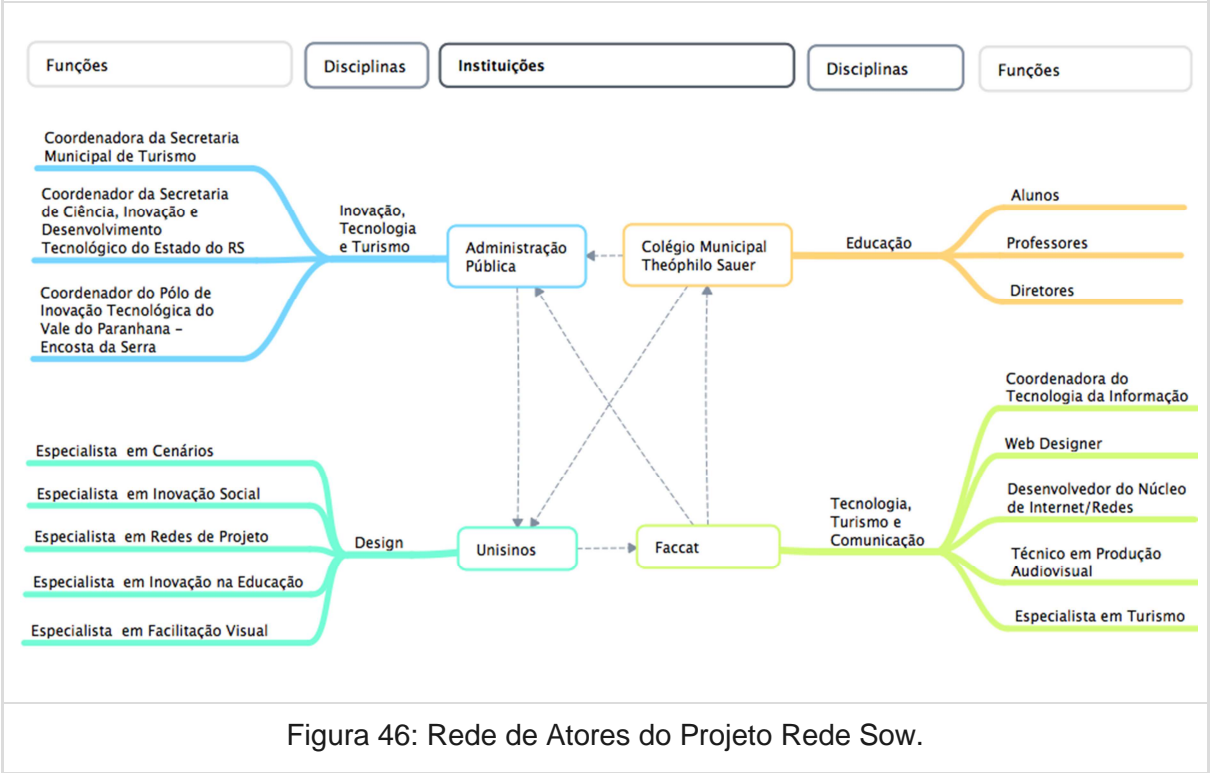 Funções
Disciplinas
Instituições
Disciplinas
Funções
Coordenadora da Secretaria
Municipal de Turismo
Coordenador da Secretaria
de Ciência, Inovação e
Desenvolvimento
Tecnológico do Estado do RS
Coordenador do Pólo de
Inovação Tecnológica do
Vale do Paranhana –
Encosta da Serra
Inovação,
Tecnologia
e Turismo
Administração
Pública
Colégio Municipal
Theóphilo Sauer
Educação
Alunos
Professores
Diretores
Especialista em Cenários
Especialista em Inovação Social
Especialista em Redes de Projeto
Especialista em Inovação na Educação
Especialista em Facilitação Visual
Design
Unisinos
Faccat
Tecnologia,
Turismo e
Comunicação
Coordenadora do
Tecnologia da Informação
Web Designer
Desenvolvedor do Núcleo
de Internet/Redes
Técnico em Produção
Audiovisual
Especialista em Turismo
Figura 46: Rede de Atores do Projeto Rede Sow.